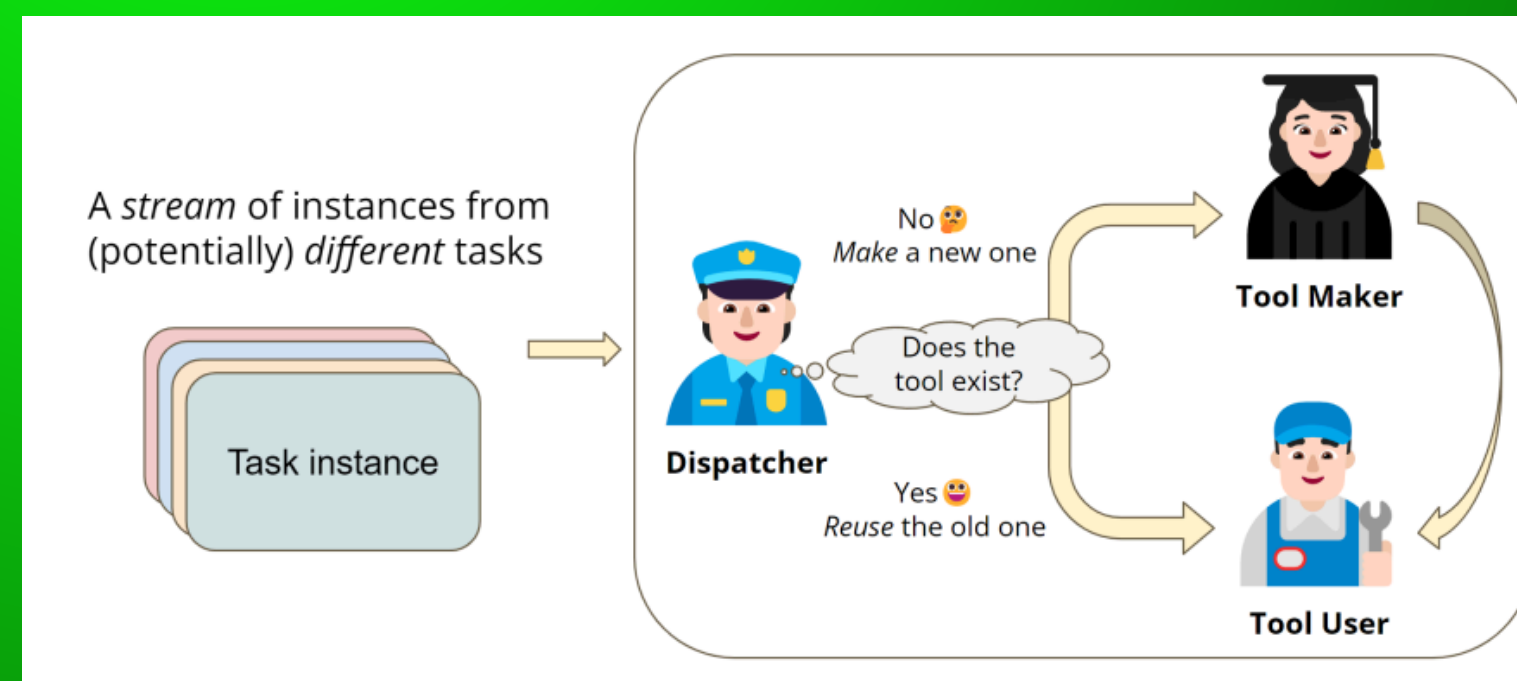 A stream of instances from
(potentially) different tasks
Task instance
Dispatcher
No🤔
Make a new one
Does the
tool exist?
Yes😀
Reuse the old one
Tool Maker
Tool User